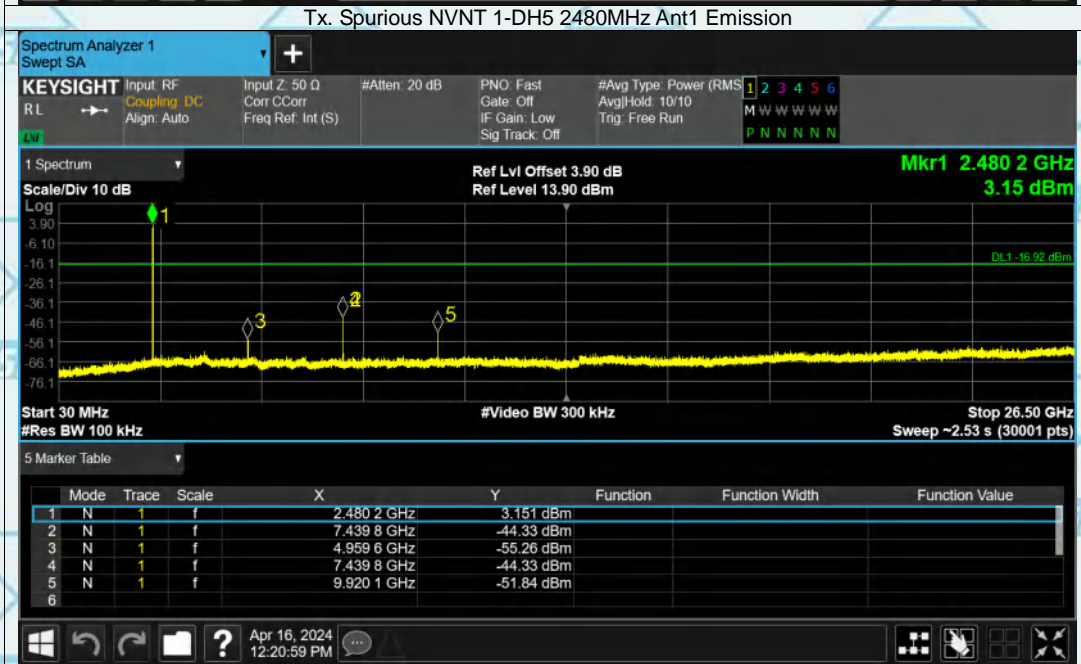 Tx. Spurious NVNT 1-DH5 2480MHz Ant1 Emission
Spectrum Analyzer 1
Swept SA
+
KEYSIGHT Input: RF Input Z: 50 Ω #Atten: 20 dB PNO: Fast #Avg Type: Power (RMS 1 2 3 4 5 6
RL Coupling: DC Corr CCorr Gate: Off Avg|Hold: 10/10 M W W W W W
Align: Auto Freq Ref: Int (S) IF Gain: Low Trig: Free Run P N N N N N
LXI Sig Track: Off
1 Spectrum Ref Lvl Offset 3.90 dB Mkr1 2.480 2 GHz
Scale/Div 10 dB Ref Level 13.90 dBm 3.15 dBm
Log
1
3.90
-6.10
-16.1 DL1 -16.92 dBm
-26.1
-36.1
3 5
-46.1
-56.1
-66.1
-76.1
Start 30 MHz #Video BW 300 kHz Stop 26.50 GHz
#Res BW 100 kHz Sweep ~2.53 s (30001 pts)
5 Marker Table
Mode Trace Scale X Y Function Function Width Function Value
1 N 1 f 2.480 2 GHz 3.151 dBm
2 N 1 f 7.439 8 GHz -44.33 dBm
3 N 1 f 4.959 6 GHz -55.26 dBm
4 N 1 f 7.439 8 GHz -44.33 dBm
5 N 1 f 9.920 1 GHz -51.84 dBm
6
? Apr 16, 2024
12:20:59 PM